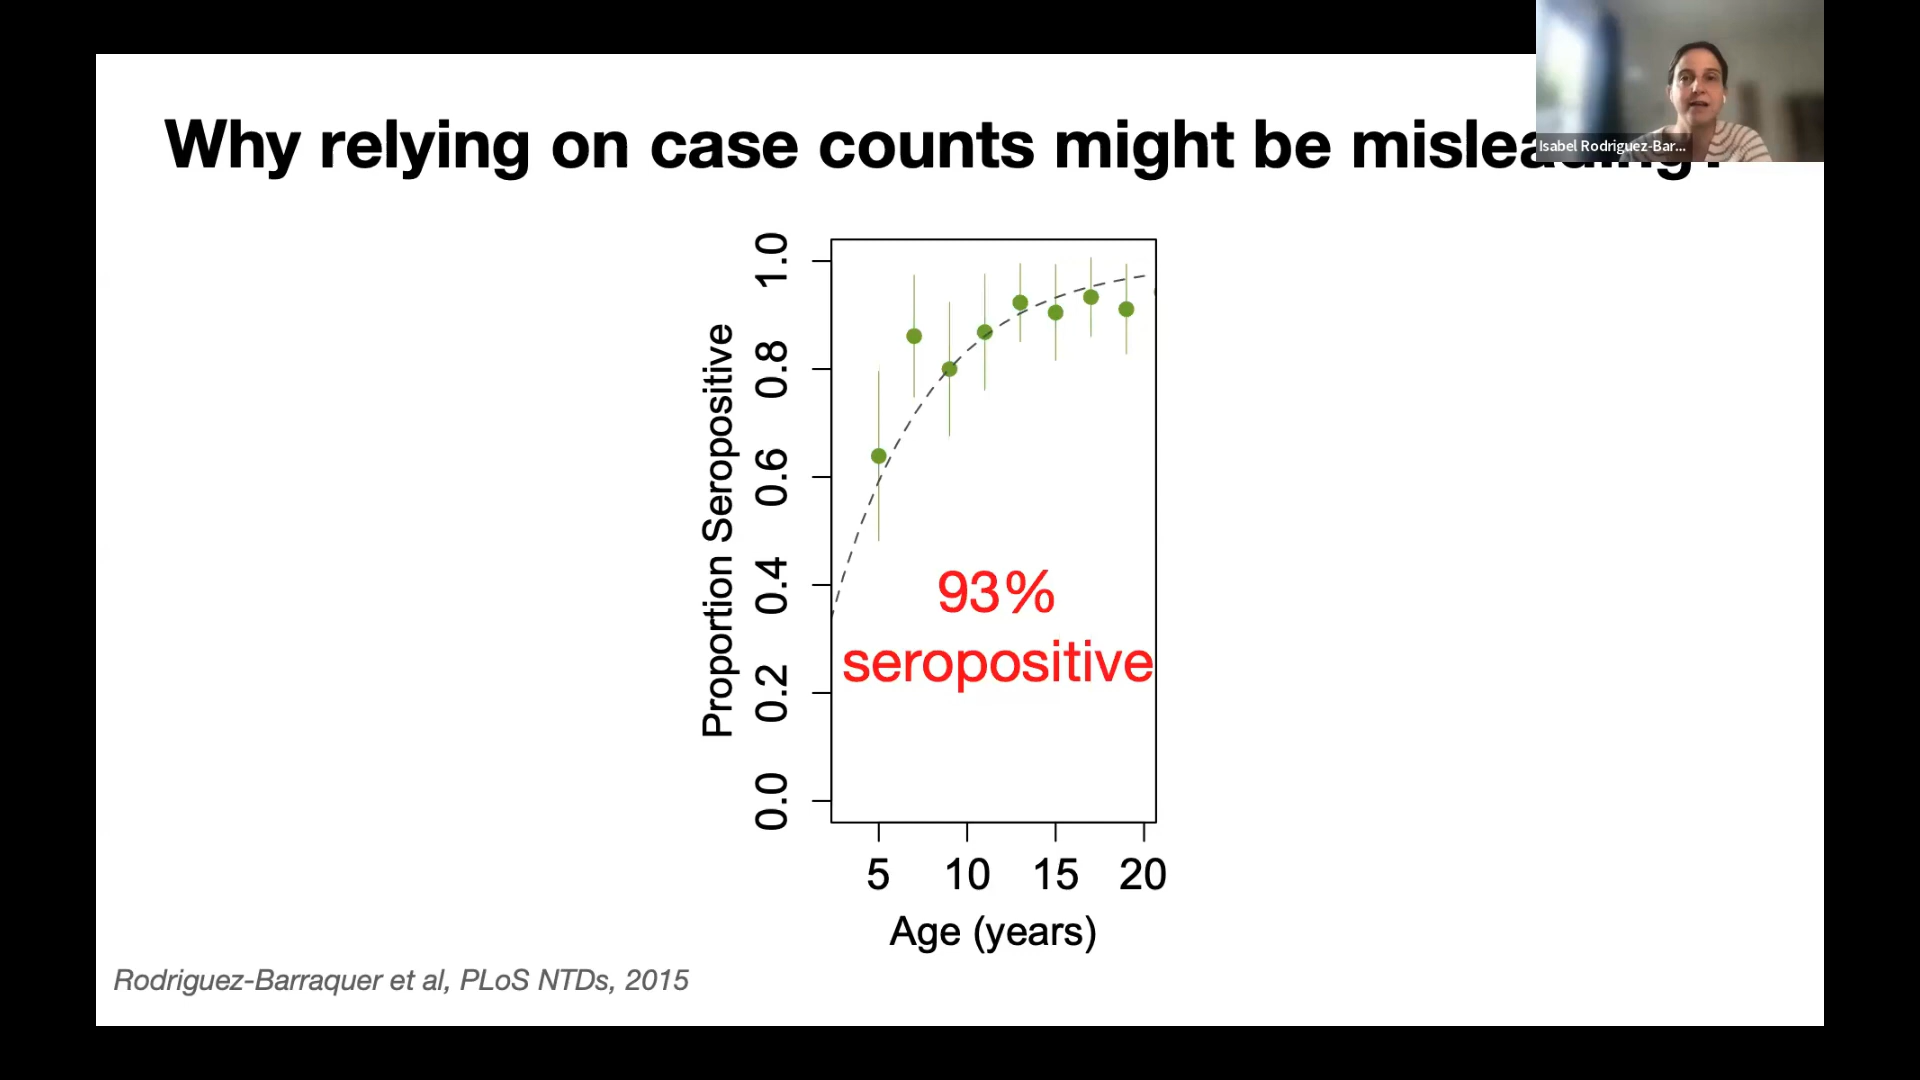 Why relying on case counts might be
Isabel Rodriguez-Bar...
Proportion Seropositive
1.0
0.8
0.6
0.4
0.2
0.0
93%
seropositive
5 10 15 20
Age (years)
Rodriguez-Barraquer et al, PLoS NTDs, 2015